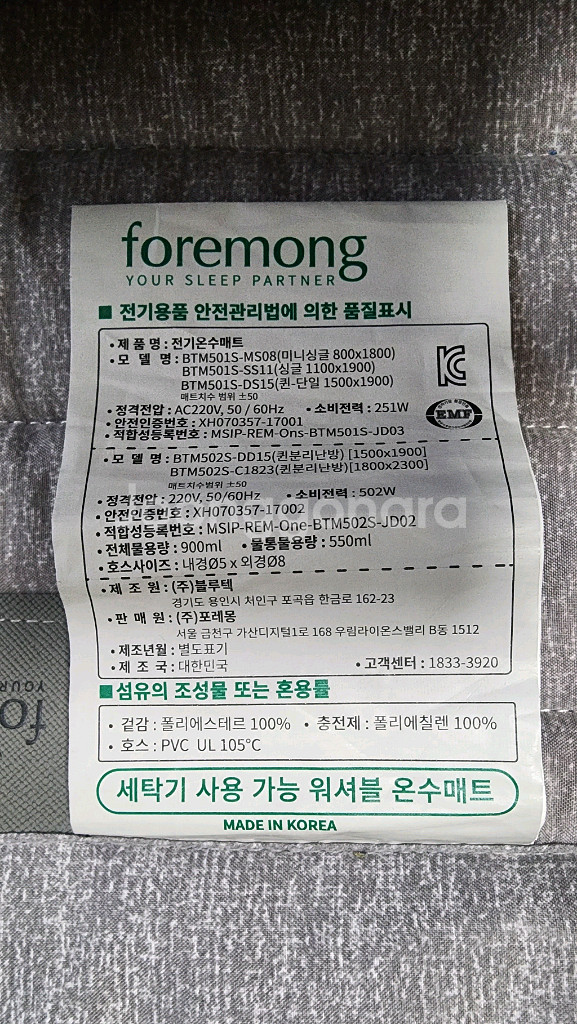 foremong
YOUR SLEEP PARTNER
■ 전기용품 안전관리법에 의한 품질표시
• 제 품 명 : 전기온수매트
• 모 델 명 : BTM501S-MS08(미니싱글 800x1800)
BTM501S-SS11(싱글 1100x1900)
BTM501S-DS15(퀸-단일 1500x1900)
매트치수 범위 ±50
• 정격전압 : AC220V, 50 / 60Hz • 소비전력 : 251W
• 안전인증번호 : XH070357-17001
• 적합성등록번호 : MSIP-REM-Ons-BTM501S-JD03
EMF
• 모 델 명 : BTM502S-DD15(퀸분리난방) [1500x1900]
BTM502S-C1823(퀸분리난방)[1800x2300]
매트치수범위 ±50
• 정격전압 : 220V, 50/60Hz • 소비전력 : 502W
• 안전인증번호 : XH070357-17002
• 적합성등록번호 : MSIP-REM-One-BTM502S-JD02
• 전체물용량 : 900ml • 물통물용량 : 550ml
• 호스사이즈 : 내경Ø5 x 외경Ø8
• 제 조 원 : (주)블루텍
경기도 용인시 처인구 포곡읍 한금로 162-23
• 판 매 원 : (주)포레몽
서울 금천구 가산디지털1로 168 우림라이온스밸리 B동 1512
• 제조년월 : 별도표기
• 제 조 국 : 대한민국 • 고객센터 : 1833-3920
■ 섬유의 조성물 또는 혼용률
• 겉감 : 폴리에스테르 100% • 충전제 : 폴리에칠렌 100%
• 호스 : PVC UL 105°C
세탁기 사용 가능 워셔블 온수매트
MADE IN KOREA
fo
YOUR